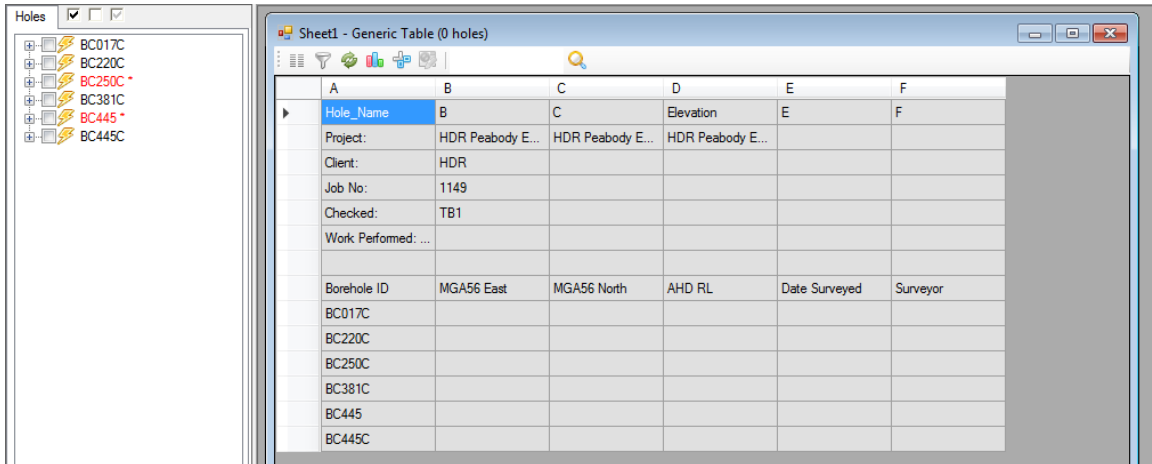 Holes
BC017C
BC220C
BC250C *
BC381C
BC445 *
BC445C
Sheet1 - Generic Table (0 holes)
A B C D E F
Hole_Name B C Elevation E F
Project: HDR Peabody E... HDR Peabody E... HDR Peabody E...
Client: HDR
Job No: 1149
Checked: TB1
Work Performed: ...
Borehole ID MGA56 East MGA56 North AHD RL Date Surveyed Surveyor
BC017C
BC220C
BC250C
BC381C
BC445
BC445C